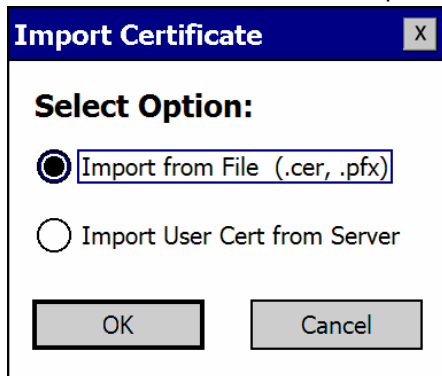 Import Certificate X
Select Option:
Import from File (.cer, .pfx)
Import User Cert from Server
OK Cancel